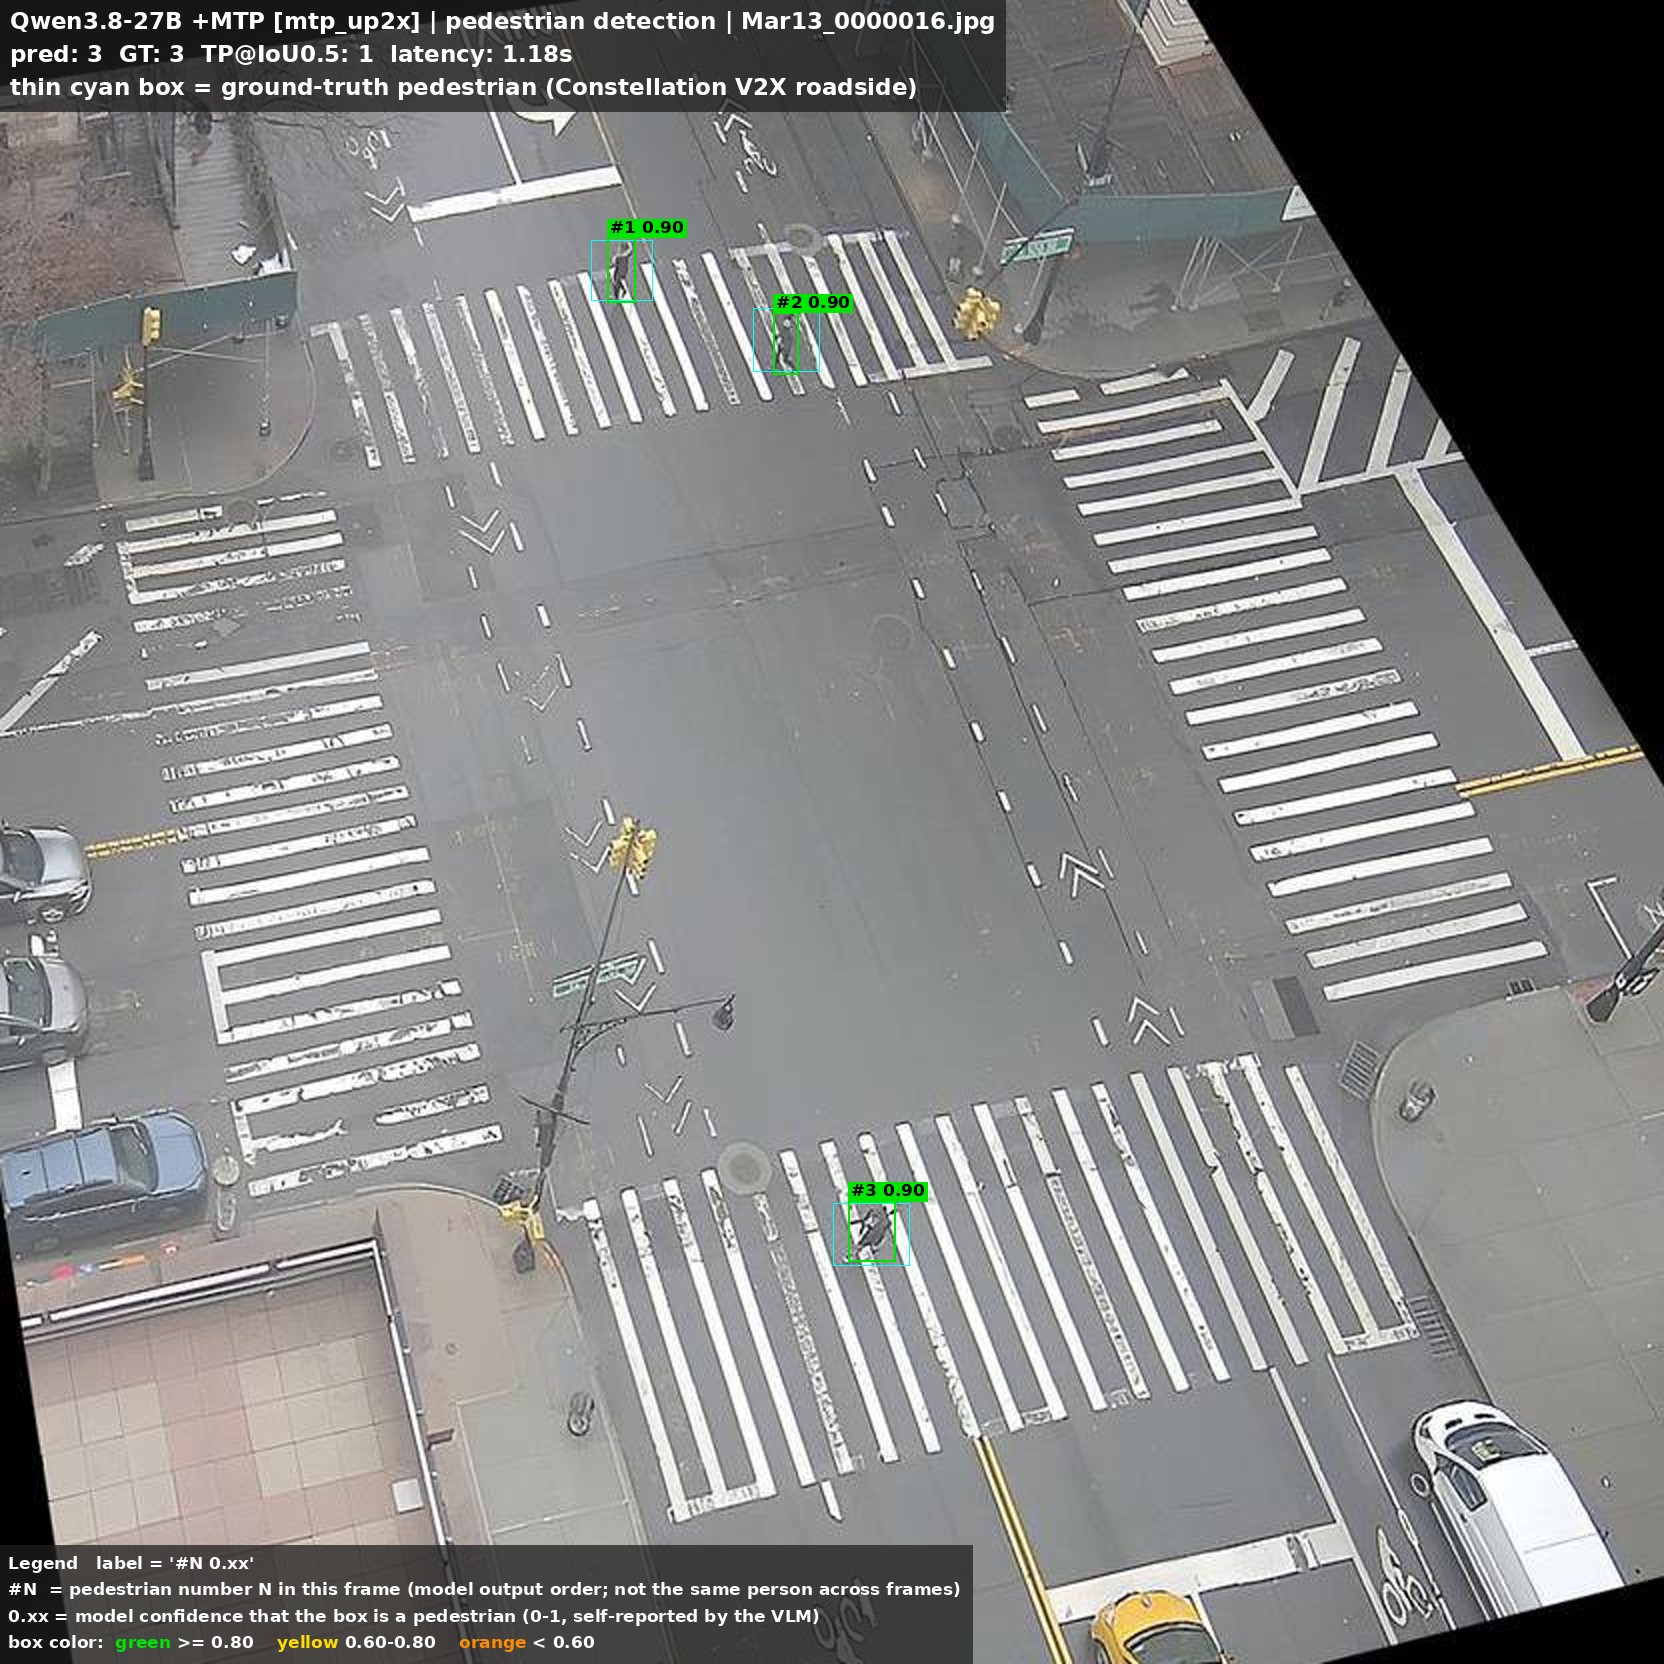 Qwen3.8-27B +MTP [mtp_up2x] | pedestrian detection | Mar13_0000016.jpg
pred: 3  GT: 3  TP@IoU0.5: 1  latency: 1.18s
thin cyan box = ground-truth pedestrian (Constellation V2X roadside)
#1 0.90
#2 0.90
#3 0.90
Legend   label = '#N 0.xx'
#N  = pedestrian number N in this frame (model output order; not the same person across frames)
0.xx = model confidence that the box is a pedestrian (0-1, self-reported by the VLM)
box color:  green >= 0.80    yellow 0.60-0.80    orange < 0.60